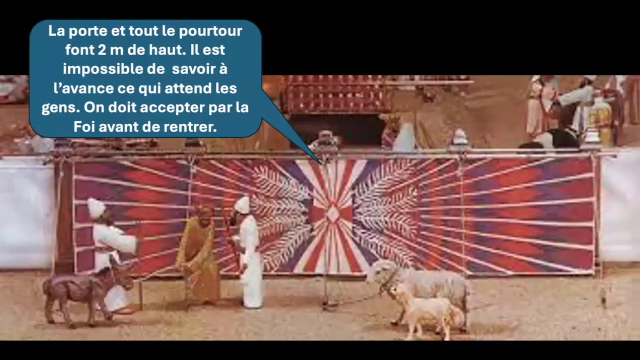 La porte et tout le pourtour
font 2 m de haut. Il est
impossible de  savoir à
l’avance ce qui attend les
gens. On doit accepter par la
Foi avant de rentrer.